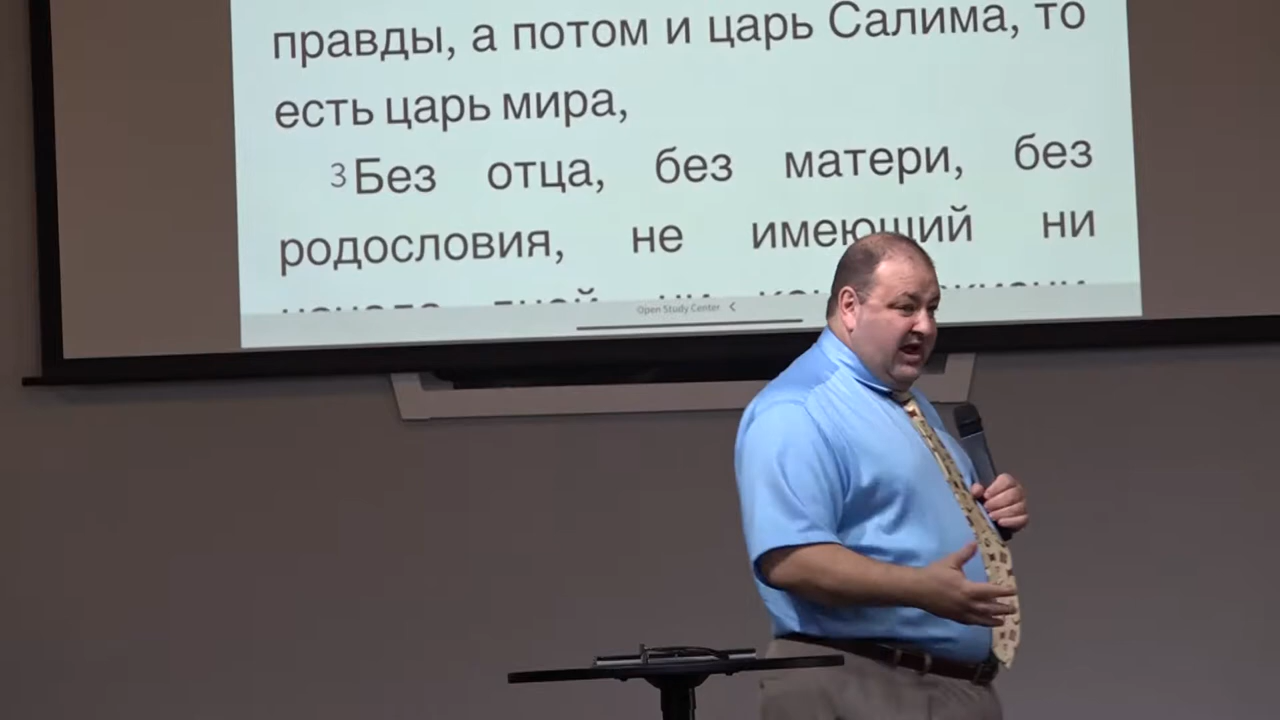 правды, а потом и царь Салима, то
есть царь мира,
3 Без отца, без матери, без
родословия, не имеющий ни
Open Study Center <